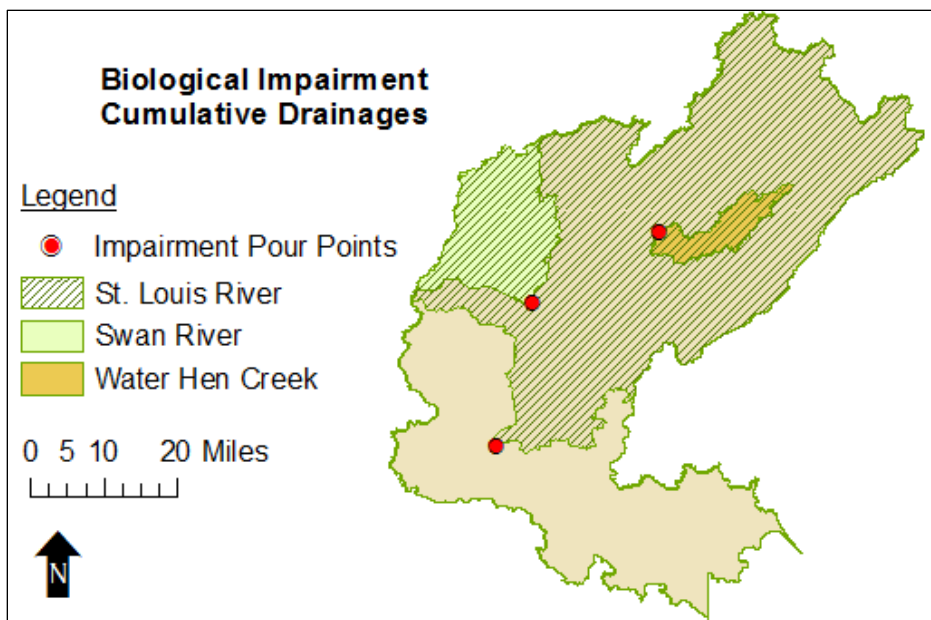 Biological Impairment
Cumulative Drainages
Legend
Impairment Pour Points
St. Louis River
Swan River
Water Hen Creek
0 5 10 20 Miles
N